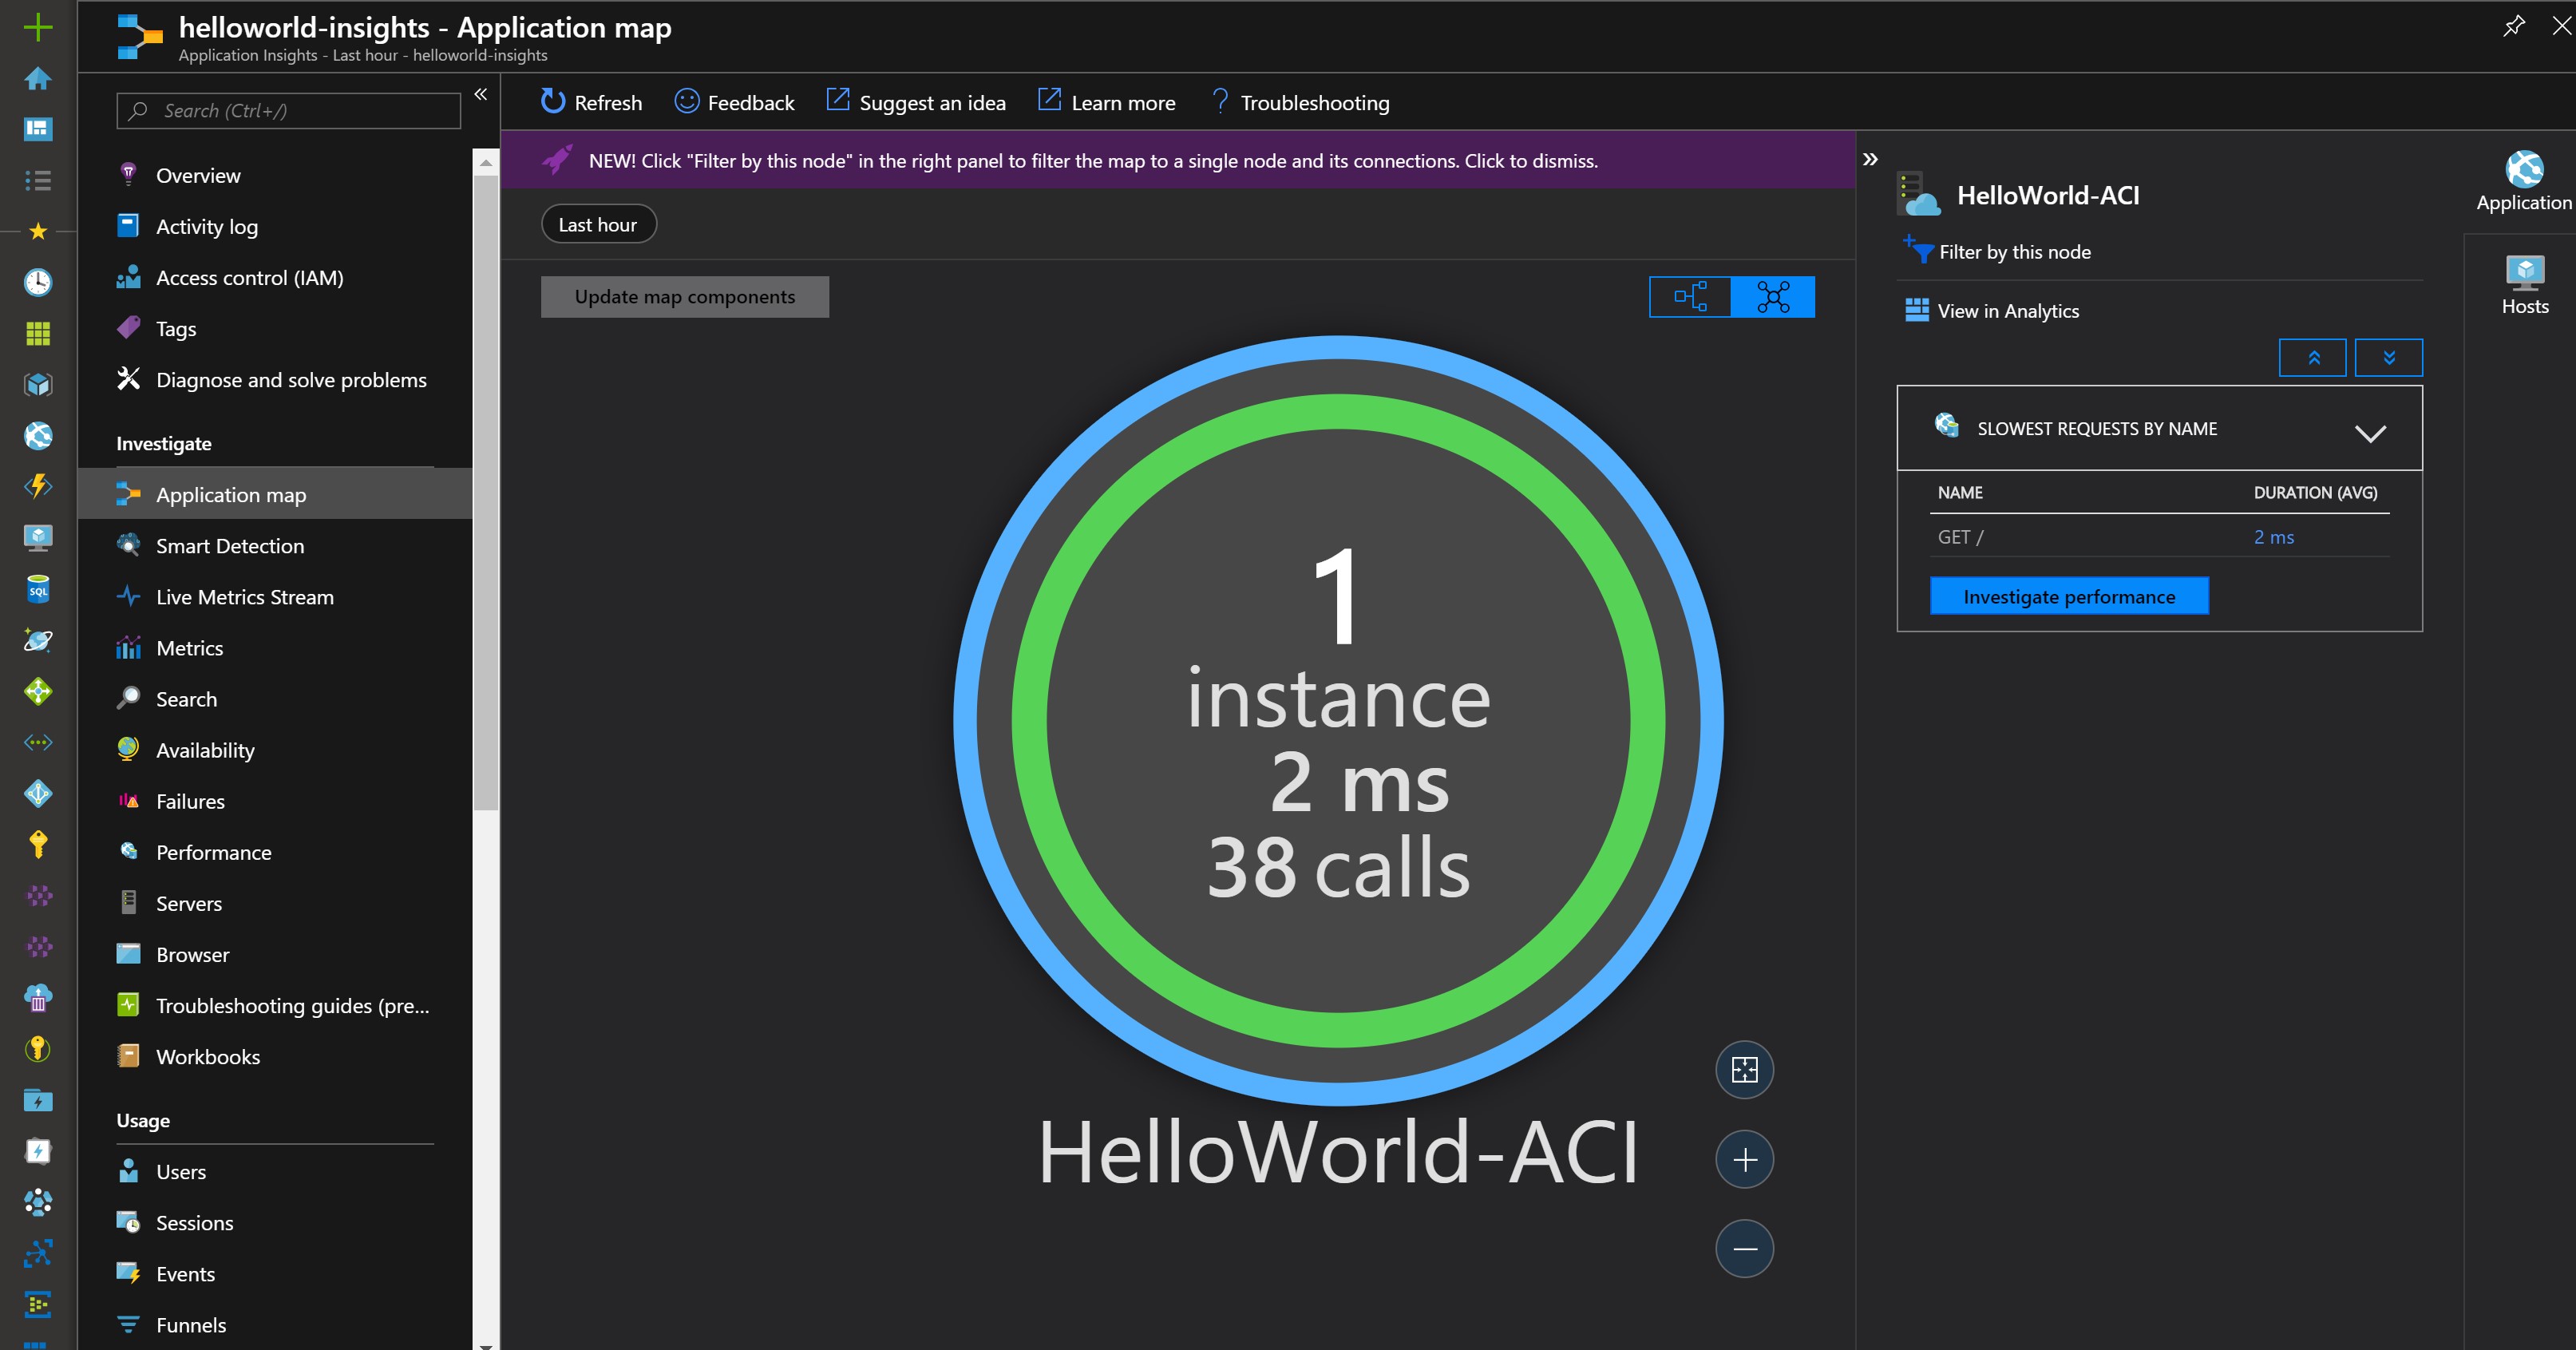 helloworld-insights - Application map
Application Insights - Last hour - helloworld-insights
Search (Ctrl+/)
Overview
Activity log
Access control (IAM)
Tags
Diagnose and solve problems
Investigate
Application map
Smart Detection
Live Metrics Stream
Metrics
Search
Availability
Failures
Performance
Servers
Browser
Troubleshooting guides (pre...
Workbooks
Usage
Users
Sessions
Events
Funnels
SQL
Refresh
Feedback
Suggest an idea
Learn more
Troubleshooting
NEW! Click "Filter by this node" in the right panel to filter the map to a single node and its connections. Click to dismiss.
Last hour
Update map components
1
instance
2 ms
38 calls
HelloWorld-ACI
HelloWorld-ACI
Filter by this node
View in Analytics
SLOWEST REQUESTS BY NAME
NAME DURATION (AVG)
GET / 2 ms
Investigate performance
Application
Hosts